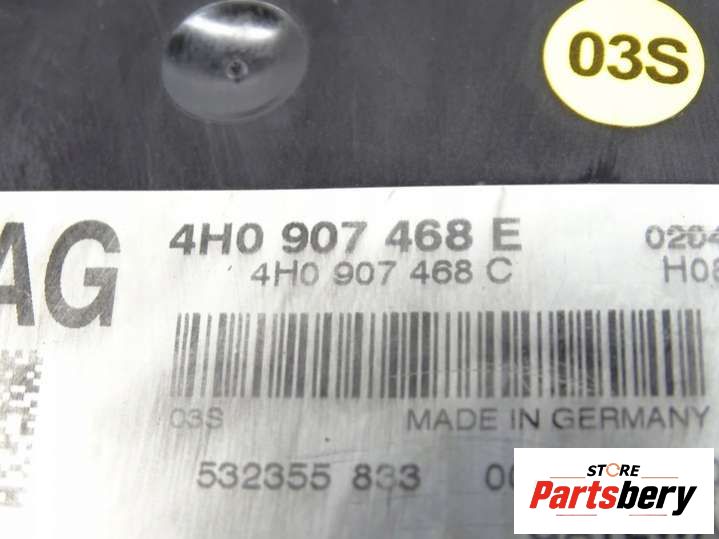 03S
AG
4H0 907 468 E
4H0 907 468 C
03S MADE IN GERMANY
532355 833
STORE
Partsbery